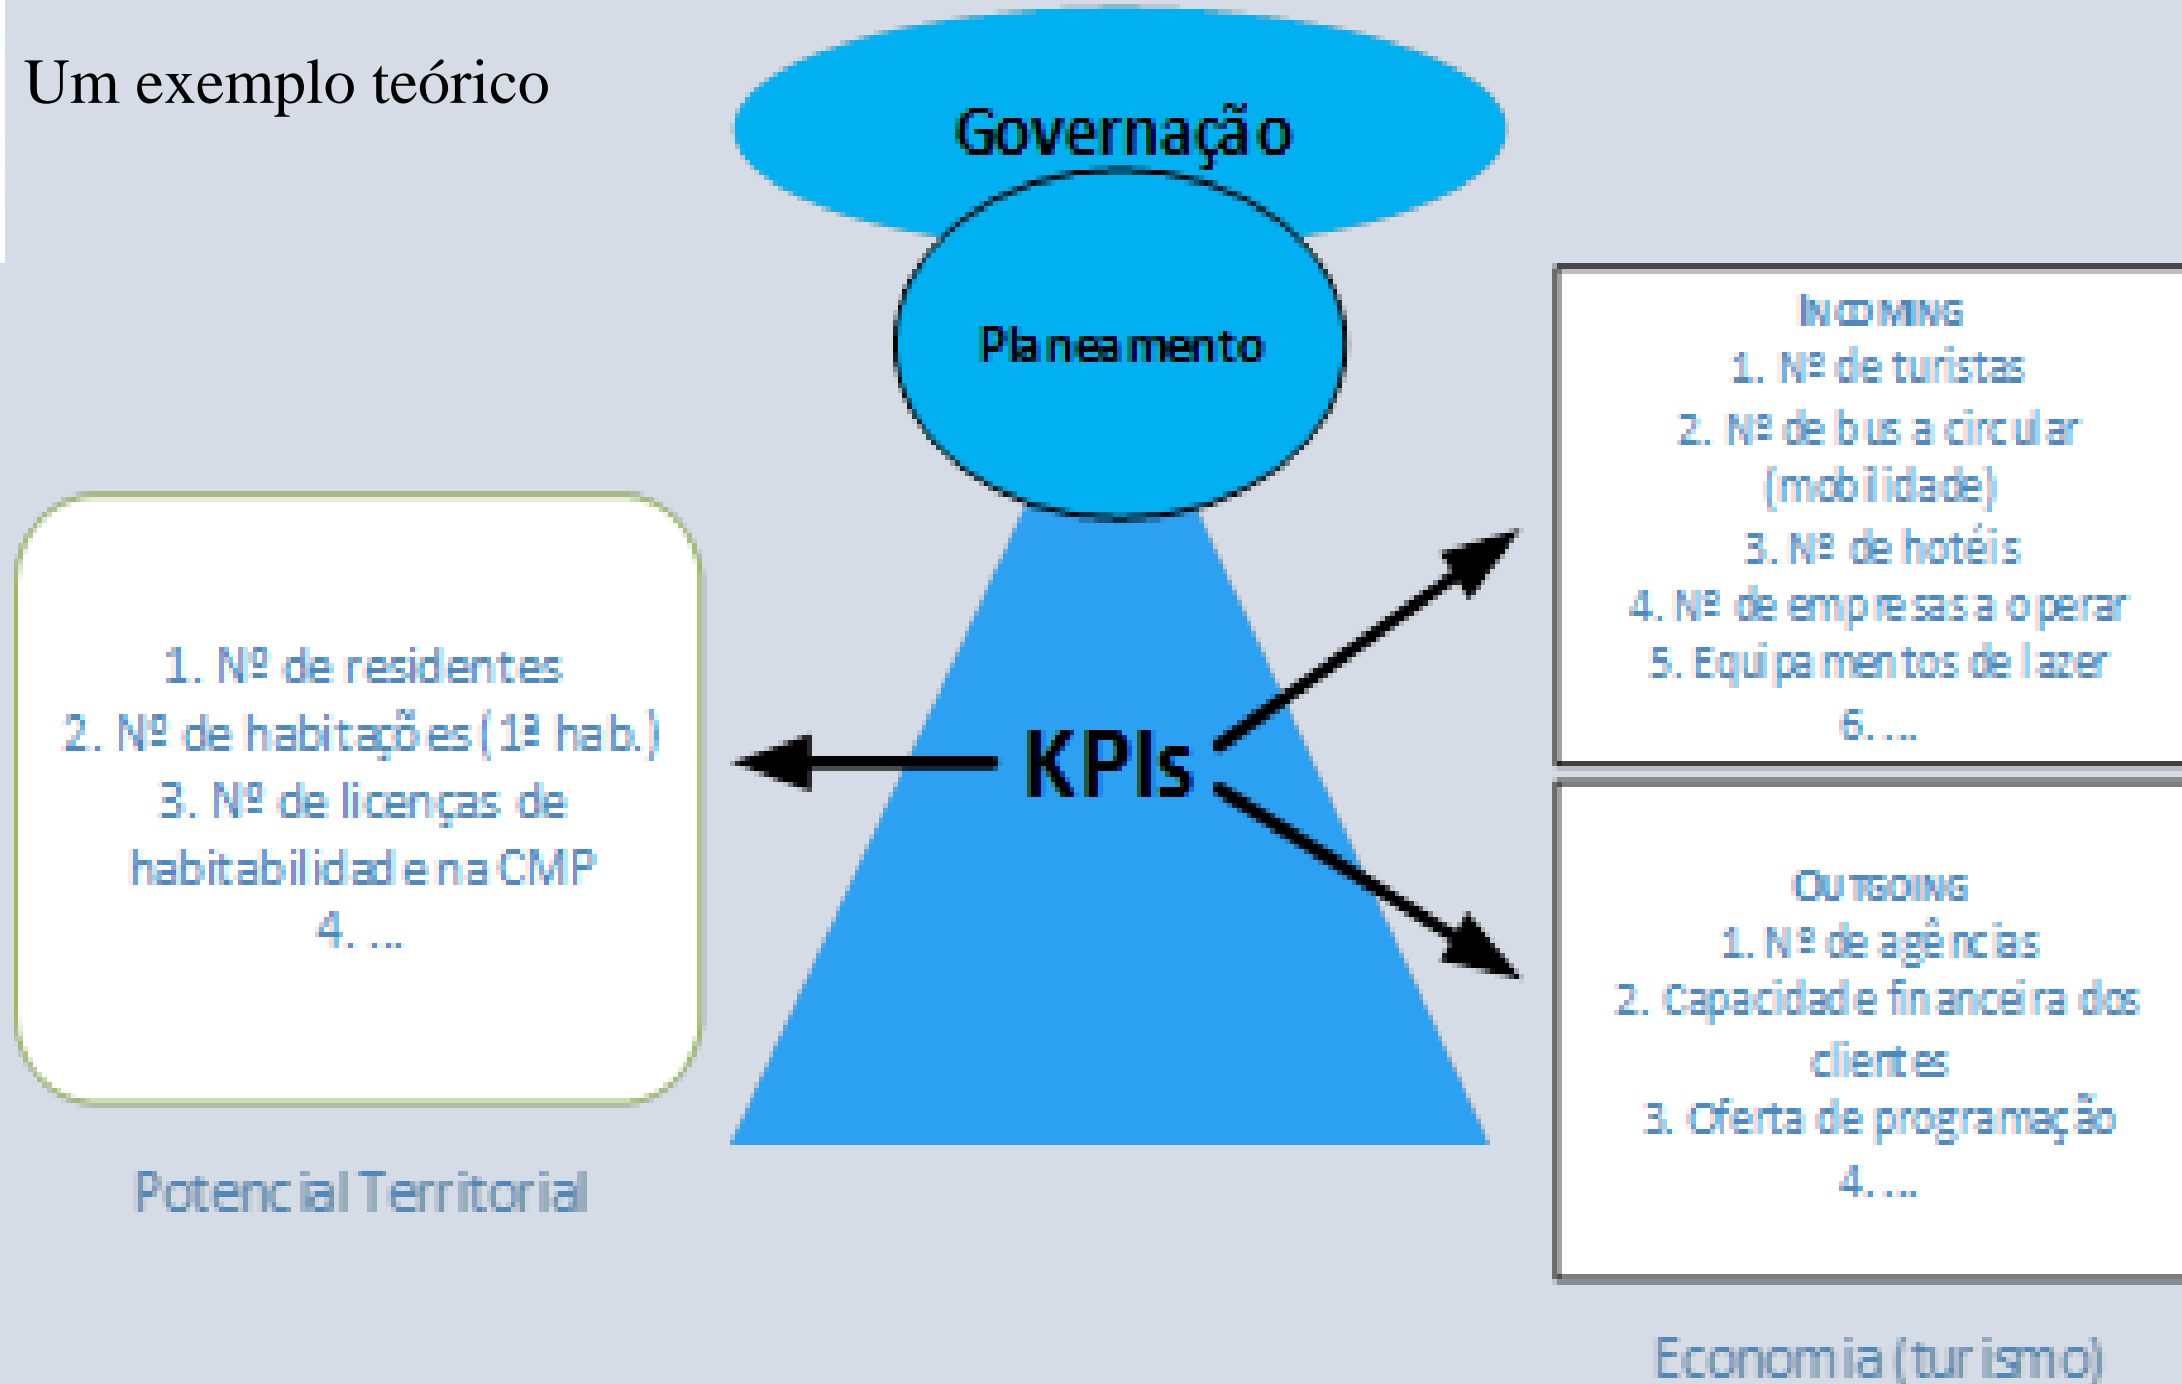 Um exemplo teórico
Governação
Planeamento
1. Nº de residentes
2. Nº de habitações (1ª hab.)
3. Nº de licenças de
habitabilidade na CMP
4. ...
Potencial Territorial
KPIs
INCOMING
1. Nº de turistas
2. Nº de bus a circular
(mobilidade)
3. Nº de hotéis
4. Nº de empresas a operar
5. Equipamentos de lazer
6. ...
OUTGOING
1. Nº de agências
2. Capacidade financeira dos
clientes
3. Oferta de programação
4. ...
Economia (turismo)